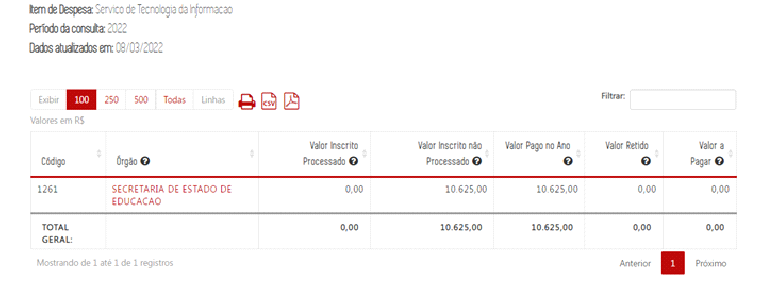 Item de Despesa: Servico de Tecnologia da Informacao
Período da consulta: 2022
Dados atualizados em: 08/03/2022
Exibir 100 250 500 Todas Linhas CSV Filtrar:
Valores em R$
Código Órgão ? Valor Inscrito Processado ? Valor Inscrito não Processado ? Valor Pago no Ano ? Valor Retido ? Valor a Pagar ?
1261 SECRETARIA DE ESTADO DE EDUCACAO 0,00 10.625,00 10.625,00 0,00 0,00
TOTAL GERAL: 0,00 10.625,00 10.625,00 0,00 0,00
Mostrando de 1 até 1 de 1 registros Anterior 1 Próximo